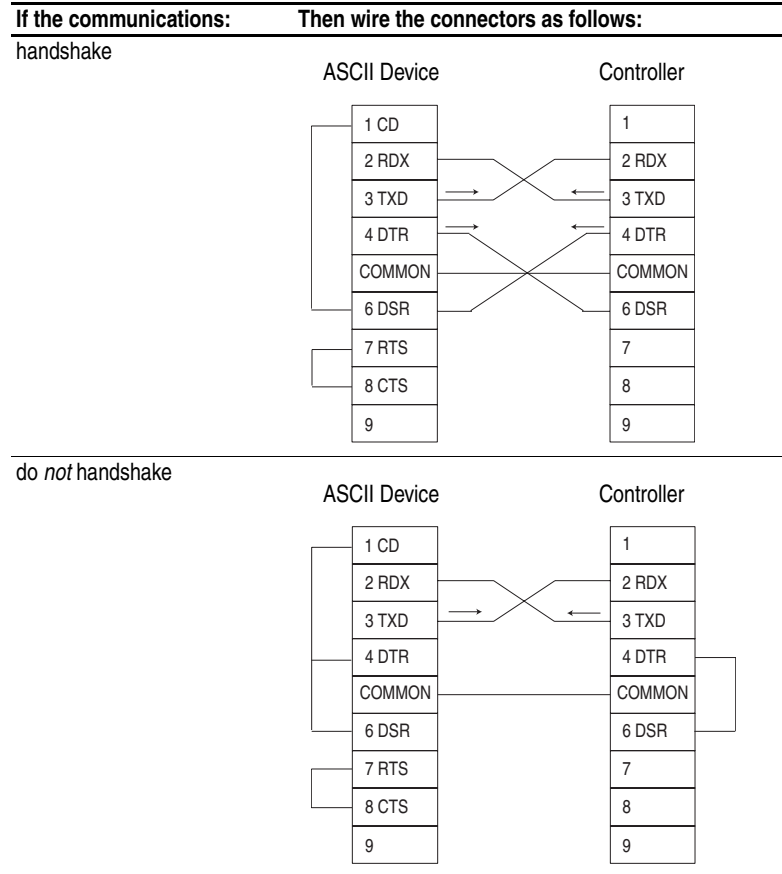 If the communications: Then wire the connectors as follows:
handshake
ASCII Device Controller
1 CD 1
2 RDX 2 RDX
3 TXD 3 TXD
4 DTR 4 DTR
COMMON COMMON
6 DSR 6 DSR
7 RTS 7
8 CTS 8
9 9
do not handshake
ASCII Device Controller
1 CD 1
2 RDX 2 RDX
3 TXD 3 TXD
4 DTR 4 DTR
COMMON COMMON
6 DSR 6 DSR
7 RTS 7
8 CTS 8
9 9